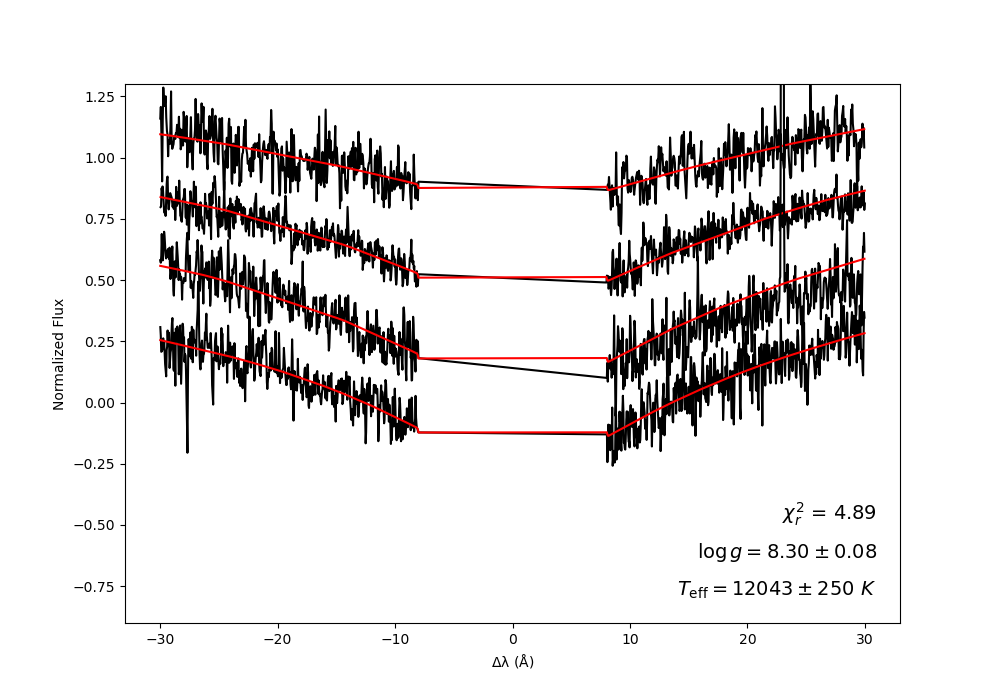 1.25
1.00
0.75
0.50
0.25
0.00
−0.25
−0.50
−0.75
Normalized Flux
χ²ᵣ = 4.89
log g = 8.30 ± 0.08
T_eff = 12043 ± 250 K
−30 −20 −10 0 10 20 30
Δλ (Å)